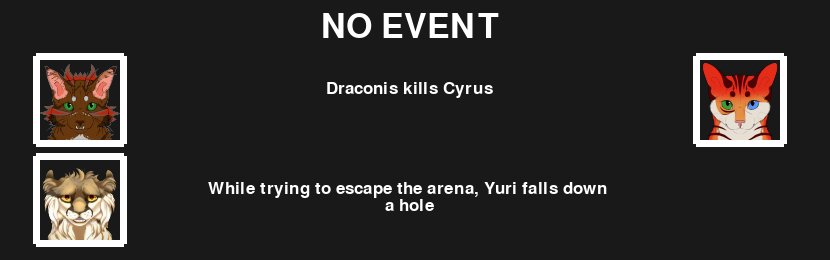 NO EVENT
Draconis kills Cyrus
While trying to escape the arena, Yuri falls down
a hole